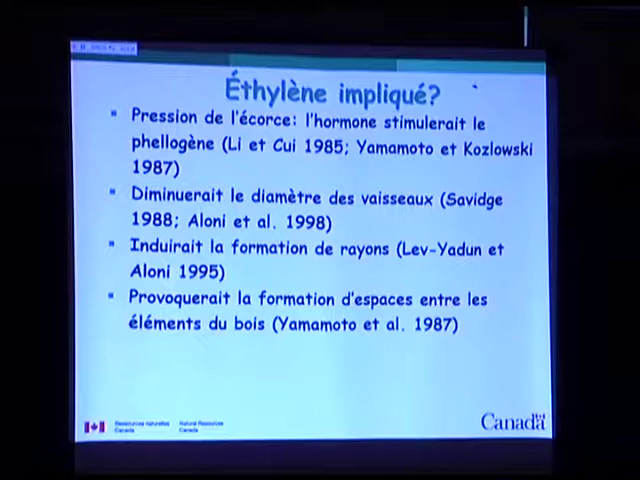 Éthylène impliqué?
▪ Pression de l'écorce: l'hormone stimulerait le
phellogène (Li et Cui 1985; Yamamoto et Kozlowski
1987)
▪ Diminuerait le diamètre des vaisseaux (Savidge
1988; Aloni et al. 1998)
▪ Induirait la formation de rayons (Lev-Yadun et
Aloni 1995)
▪ Provoquerait la formation d'espaces entre les
éléments du bois (Yamamoto et al. 1987)
Ressources naturelles Natural Resources
Canada Canada
Canada